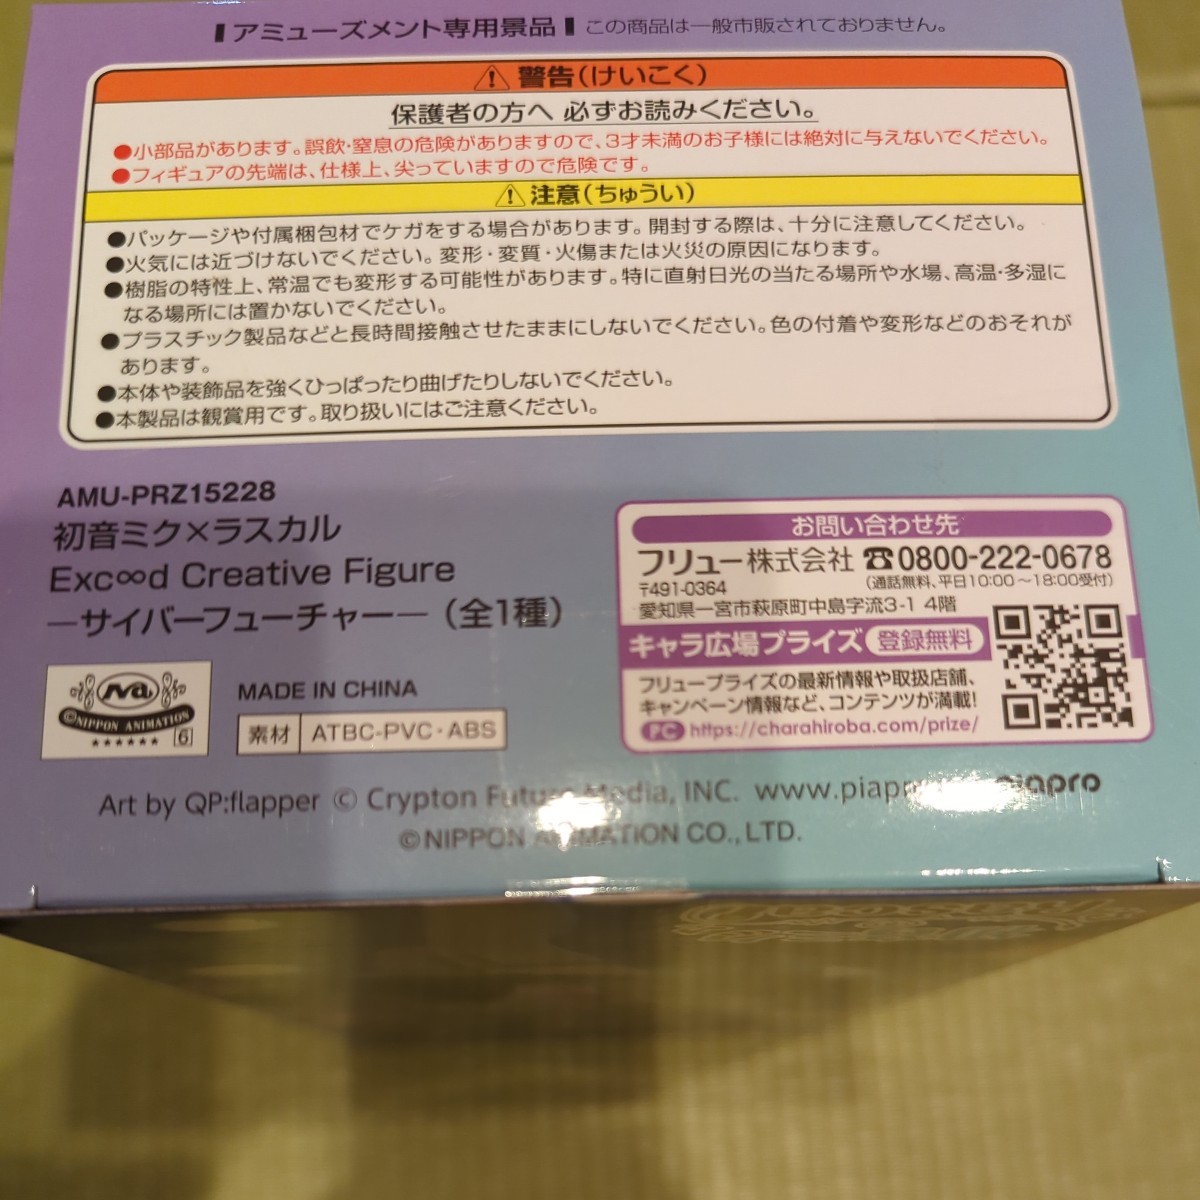 アミューズメント専用景品 この商品は一般市販されておりません。
警告(けいこく)
保護者の方へ 必ずお読みください。
●小部品があります。誤飲・窒息の危険がありますので、3才未満のお子様には絶対に与えないでください。
●フィギュアの先端は、仕様上、尖っていますので危険です。
注意(ちゅうい)
●パッケージや付属梱包材でケガをする場合があります。開封する際は、十分に注意してください。
●火気には近づけないでください。変形・変質・火傷または火災の原因になります。
●樹脂の特性上、常温でも変形する可能性があります。特に直射日光の当たる場所や水場、高温・多湿に
なる場所には置かないでください。
●プラスチック製品などと長時間接触させたままにしないでください。色の付着や変形などのおそれが
あります。
●本体や装飾品を強くひっぱったり曲げたりしないでください。
●本製品は観賞用です。取り扱いにはご注意ください。
AMU-PRZ15228
初音ミク×ラスカル
Exc∞d Creative Figure
―サイバーフューチャー―(全1種)
NA
©NIPPON ANIMATION
★★★★★★ 6
MADE IN CHINA
素材 ATBC-PVC・ABS
お問い合わせ先
フリュー株式会社 ☎0800-222-0678
〒491-0364 (通話無料、平日10:00～18:00受付)
愛知県一宮市萩原町中島字流3-1 4階
キャラ広場プライズ 登録無料
フリュープライズの最新情報や取扱店舗、
キャンペーン情報など、コンテンツが満載!
PC https://charahiroba.com/prize/
Art by QP:flapper © Crypton Future Media, INC. www.piapro piapro
©NIPPON ANIMATION CO., LTD.